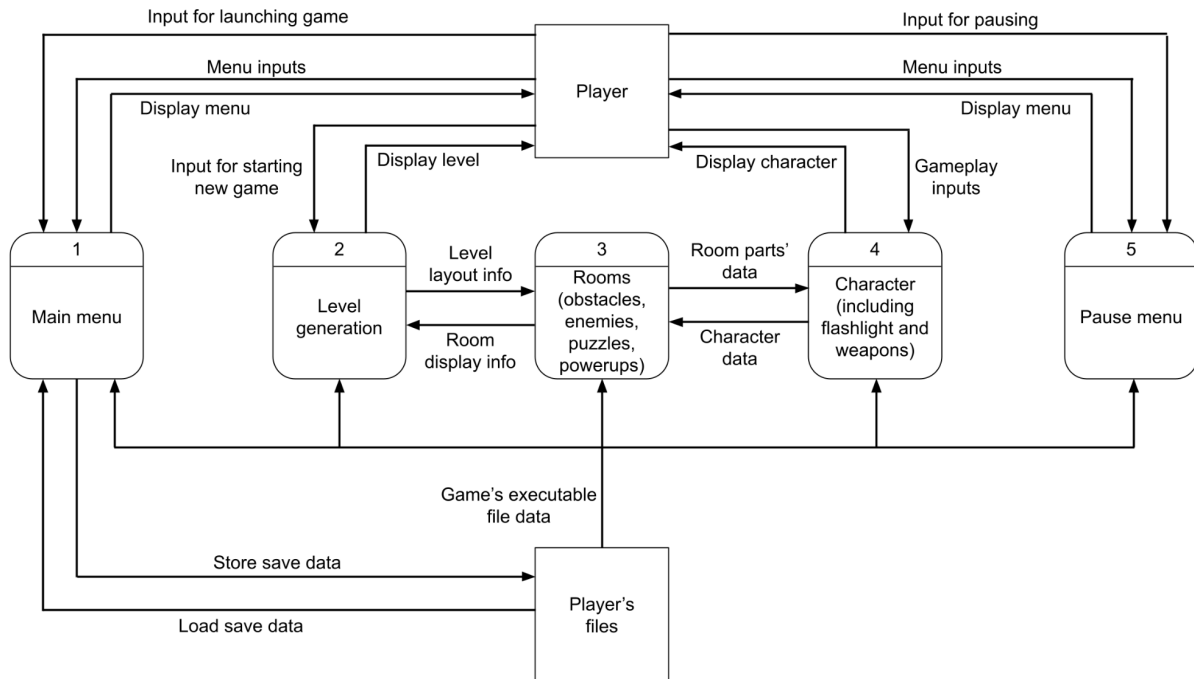 Input for launching game
Input for pausing
Menu inputs
Player
Menu inputs
Display menu
Display menu
Input for starting
new game
Display level
Display character
Gameplay
inputs
1
Main menu
2
Level
generation
Level
layout info
Room
display info
3
Rooms
(obstacles,
enemies,
puzzles,
powerups)
Room parts’
data
Character
data
4
Character
(including
flashlight and
weapons)
5
Pause menu
Game’s executable
file data
Store save data
Load save data
Player’s
files